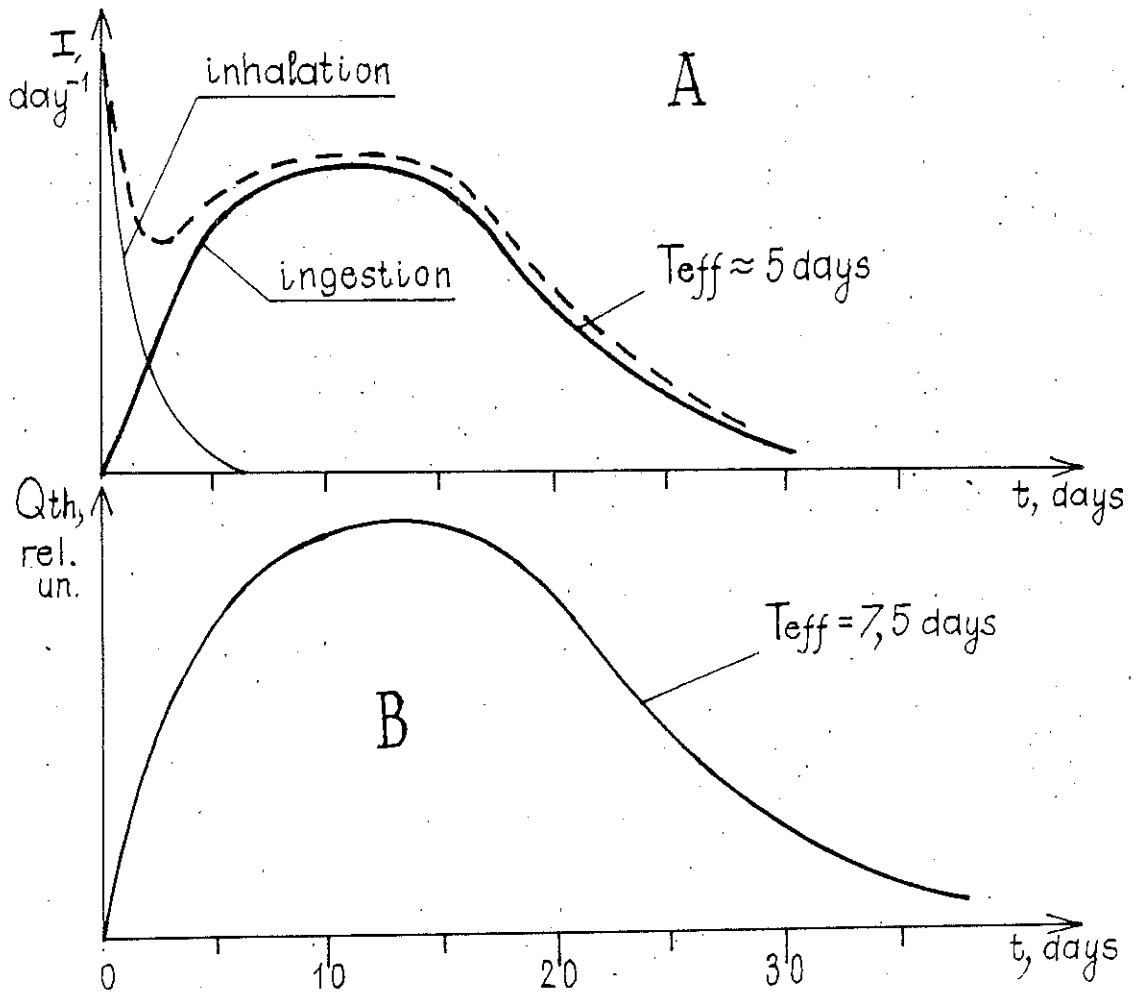 I,
day⁻¹
inhalation
A
ingestion
Teff ≈ 5 days
t, days
Qth,
rel.
un.
Teff = 7,5 days
B
0
10
20
30
t, days